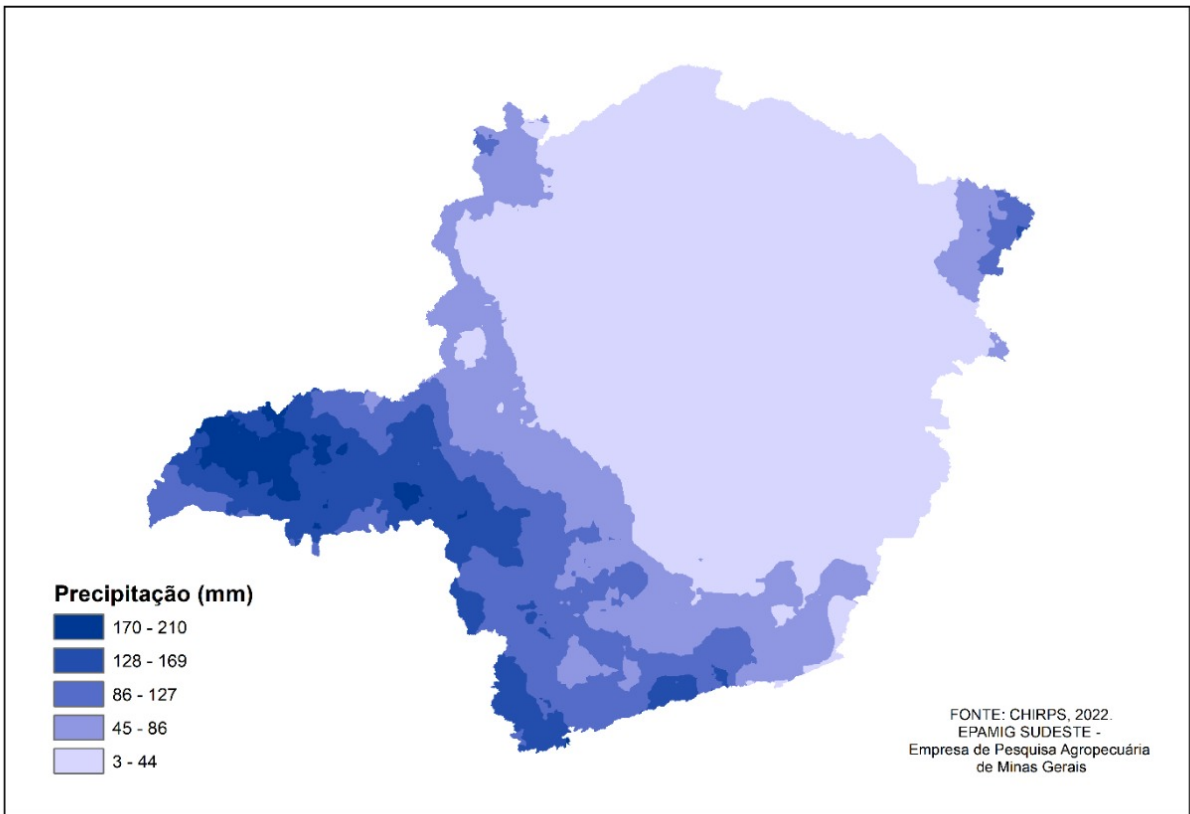 Precipitação (mm)
170 - 210
128 - 169
86 - 127
45 - 86
3 - 44
FONTE: CHIRPS, 2022.
EPAMIG SUDESTE -
Empresa de Pesquisa Agropecuária
de Minas Gerais